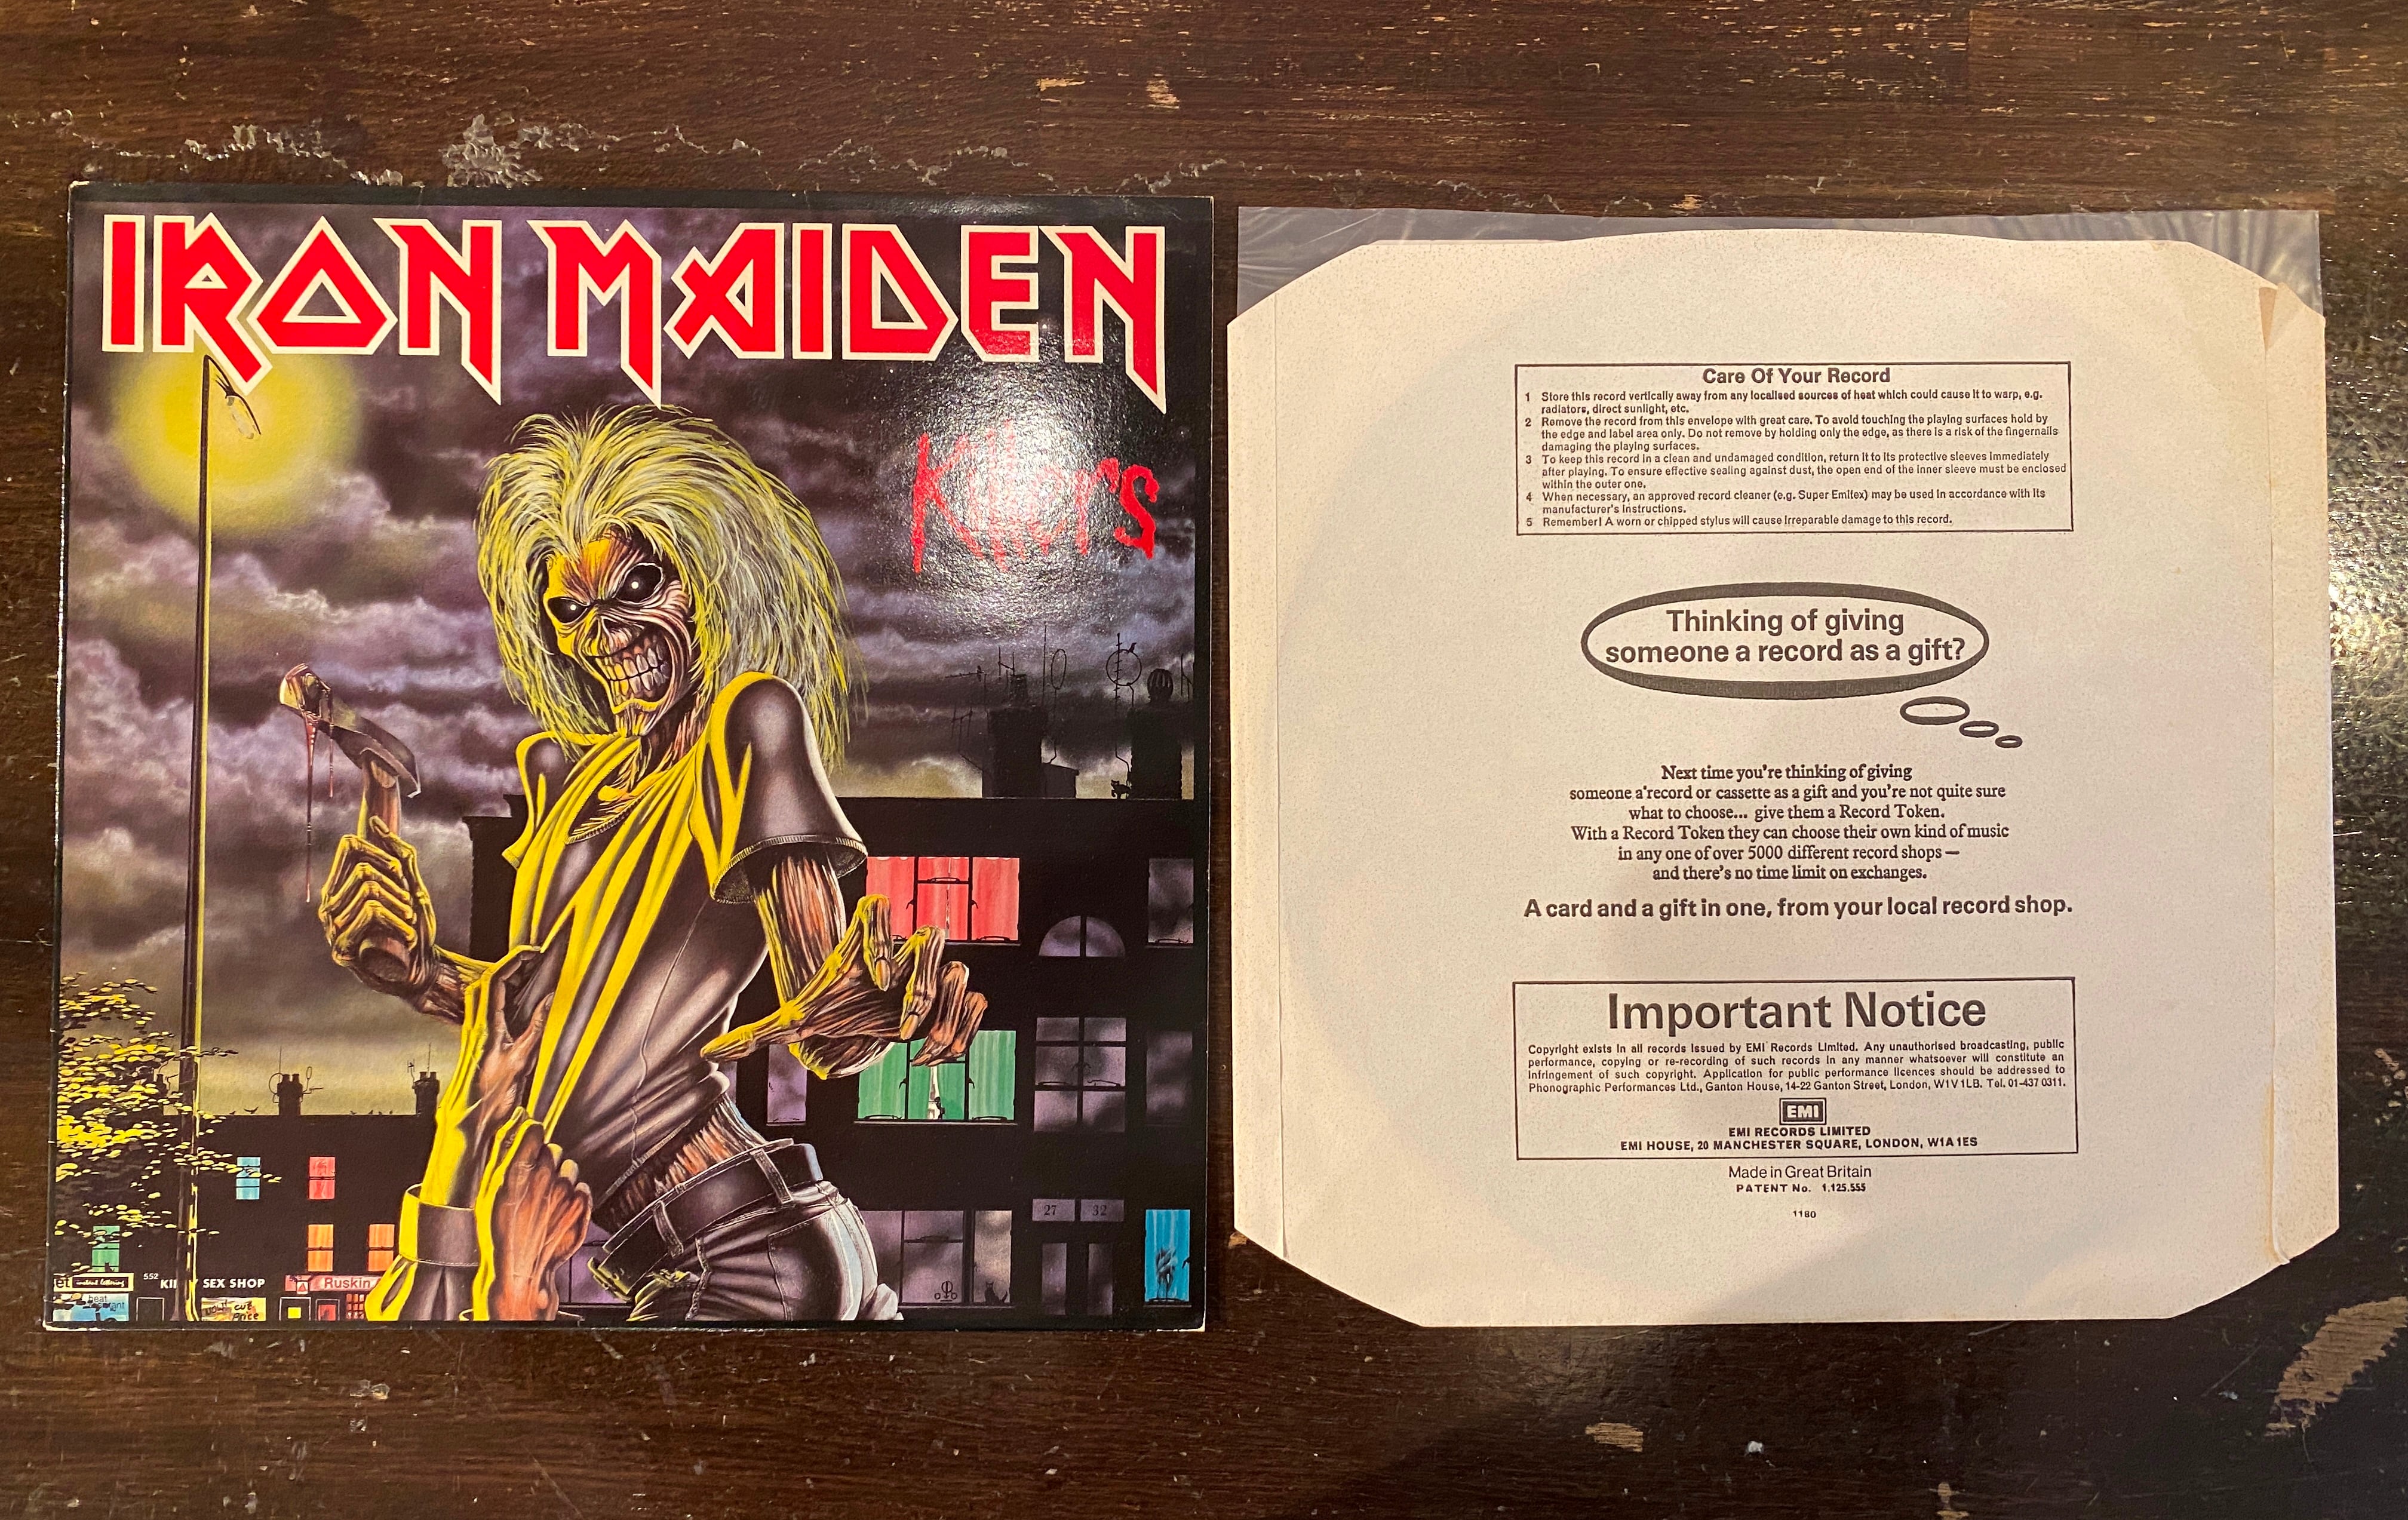 IRON MAIDEN
Killers
27 32
552
SEX SHOP
Ruskin
Care Of Your Record
1 Store this record vertically away from any localised sources of heat which could cause it to warp, e.g.
radiators, direct sunlight, etc.
2 Remove the record from this envelope with great care. To avoid touching the playing surfaces hold by
the edge and label area only. Do not remove by holding only the edge, as there is a risk of the fingernails
damaging the playing surfaces.
3 To keep this record in a clean and undamaged condition, return it to its protective sleeves immediately
after playing. To ensure effective sealing against dust, the open end of the inner sleeve must be enclosed
within the outer one.
4 When necessary, an approved record cleaner (e.g. Super Emitex) may be used in accordance with its
manufacturer's instructions.
5 Remember! A worn or chipped stylus will cause irreparable damage to this record.
Thinking of giving
someone a record as a gift?
Next time you're thinking of giving
someone a record or cassette as a gift and you're not quite sure
what to choose... give them a Record Token.
With a Record Token they can choose their own kind of music
in any one of over 5000 different record shops —
and there's no time limit on exchanges.
A card and a gift in one, from your local record shop.
Important Notice
Copyright exists in all records issued by EMI Records Limited. Any unauthorised broadcasting, public
performance, copying or re-recording of such records in any manner whatsoever will constitute an
infringement of such copyright. Application for public performance licences should be addressed to
Phonographic Performances Ltd., Ganton House, 14-22 Ganton Street, London, W1V 1LB. Tel. 01-437 0311.
EMI
EMI RECORDS LIMITED
EMI HOUSE, 20 MANCHESTER SQUARE, LONDON, W1A 1ES
Made in Great Britain
PATENT No. 1,125,555
1180